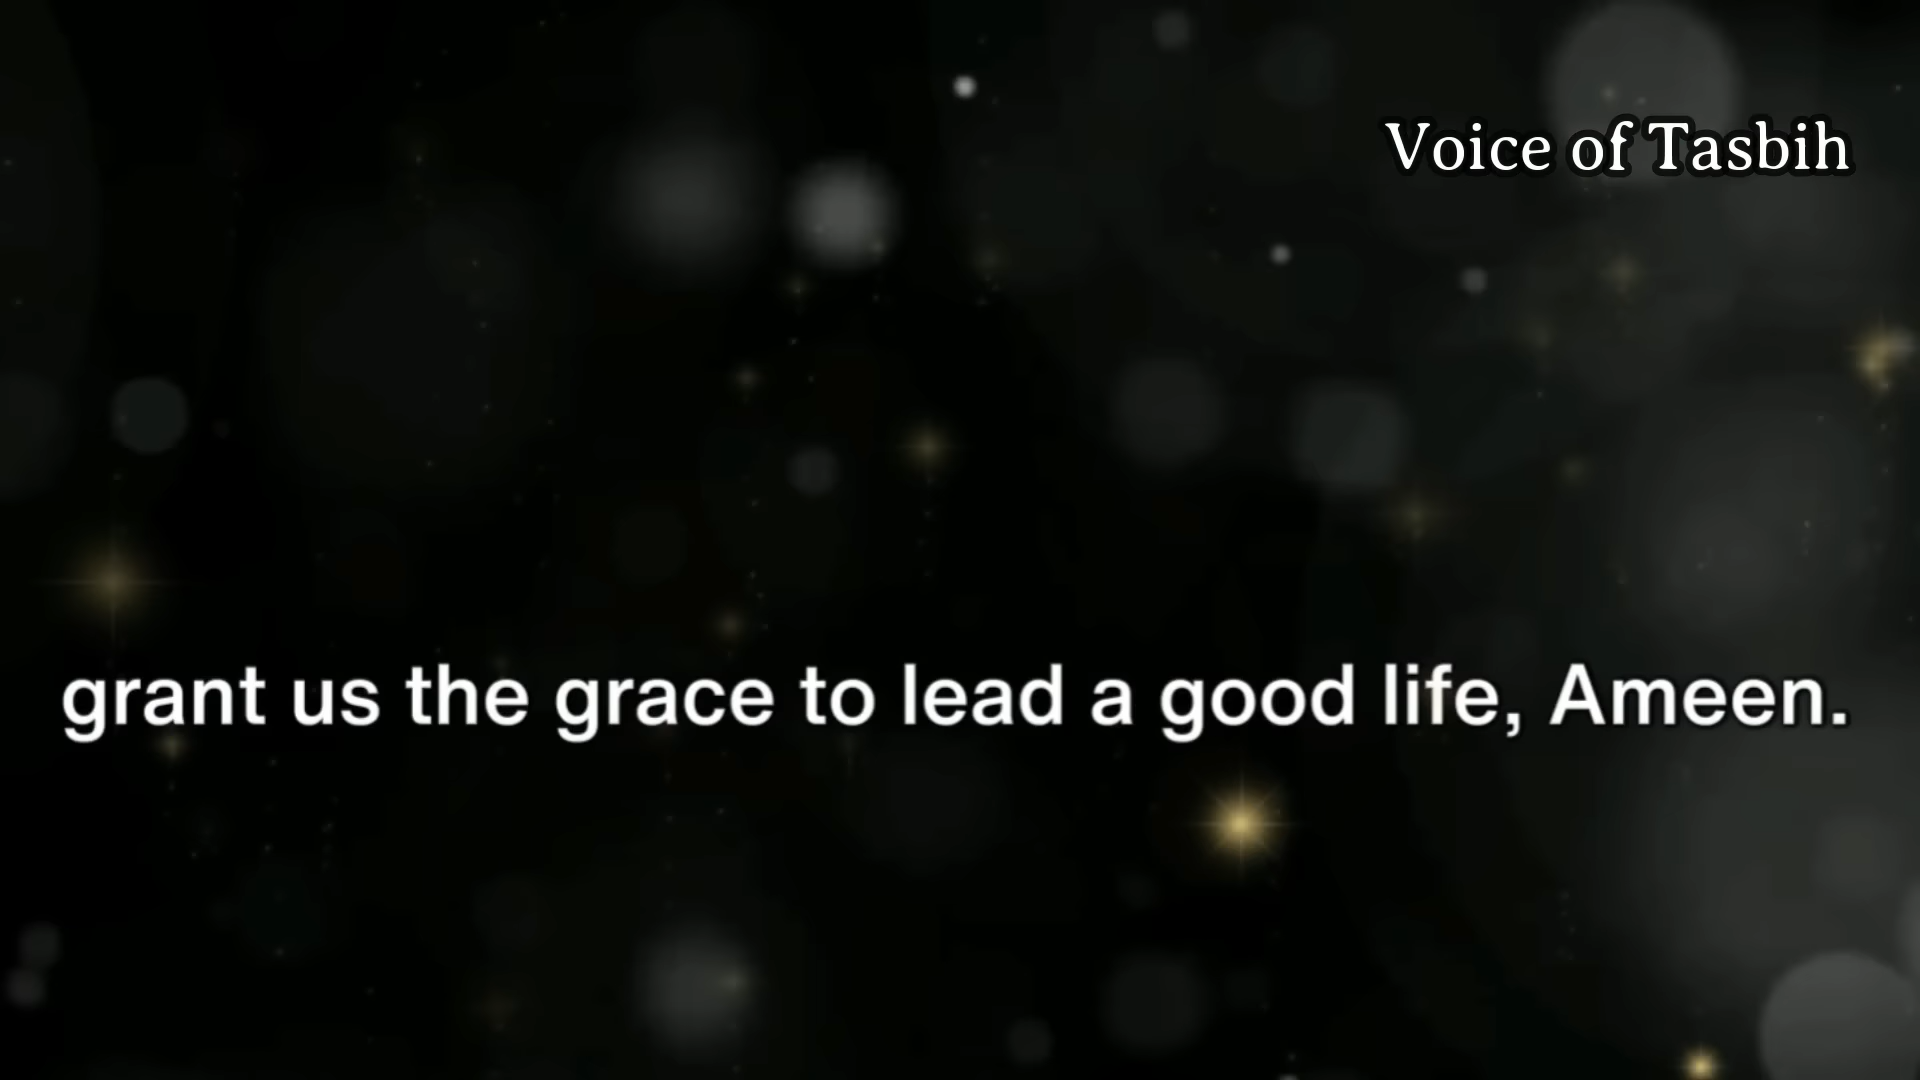 Voice of Tasbih
grant us the grace to lead a good life, Ameen.